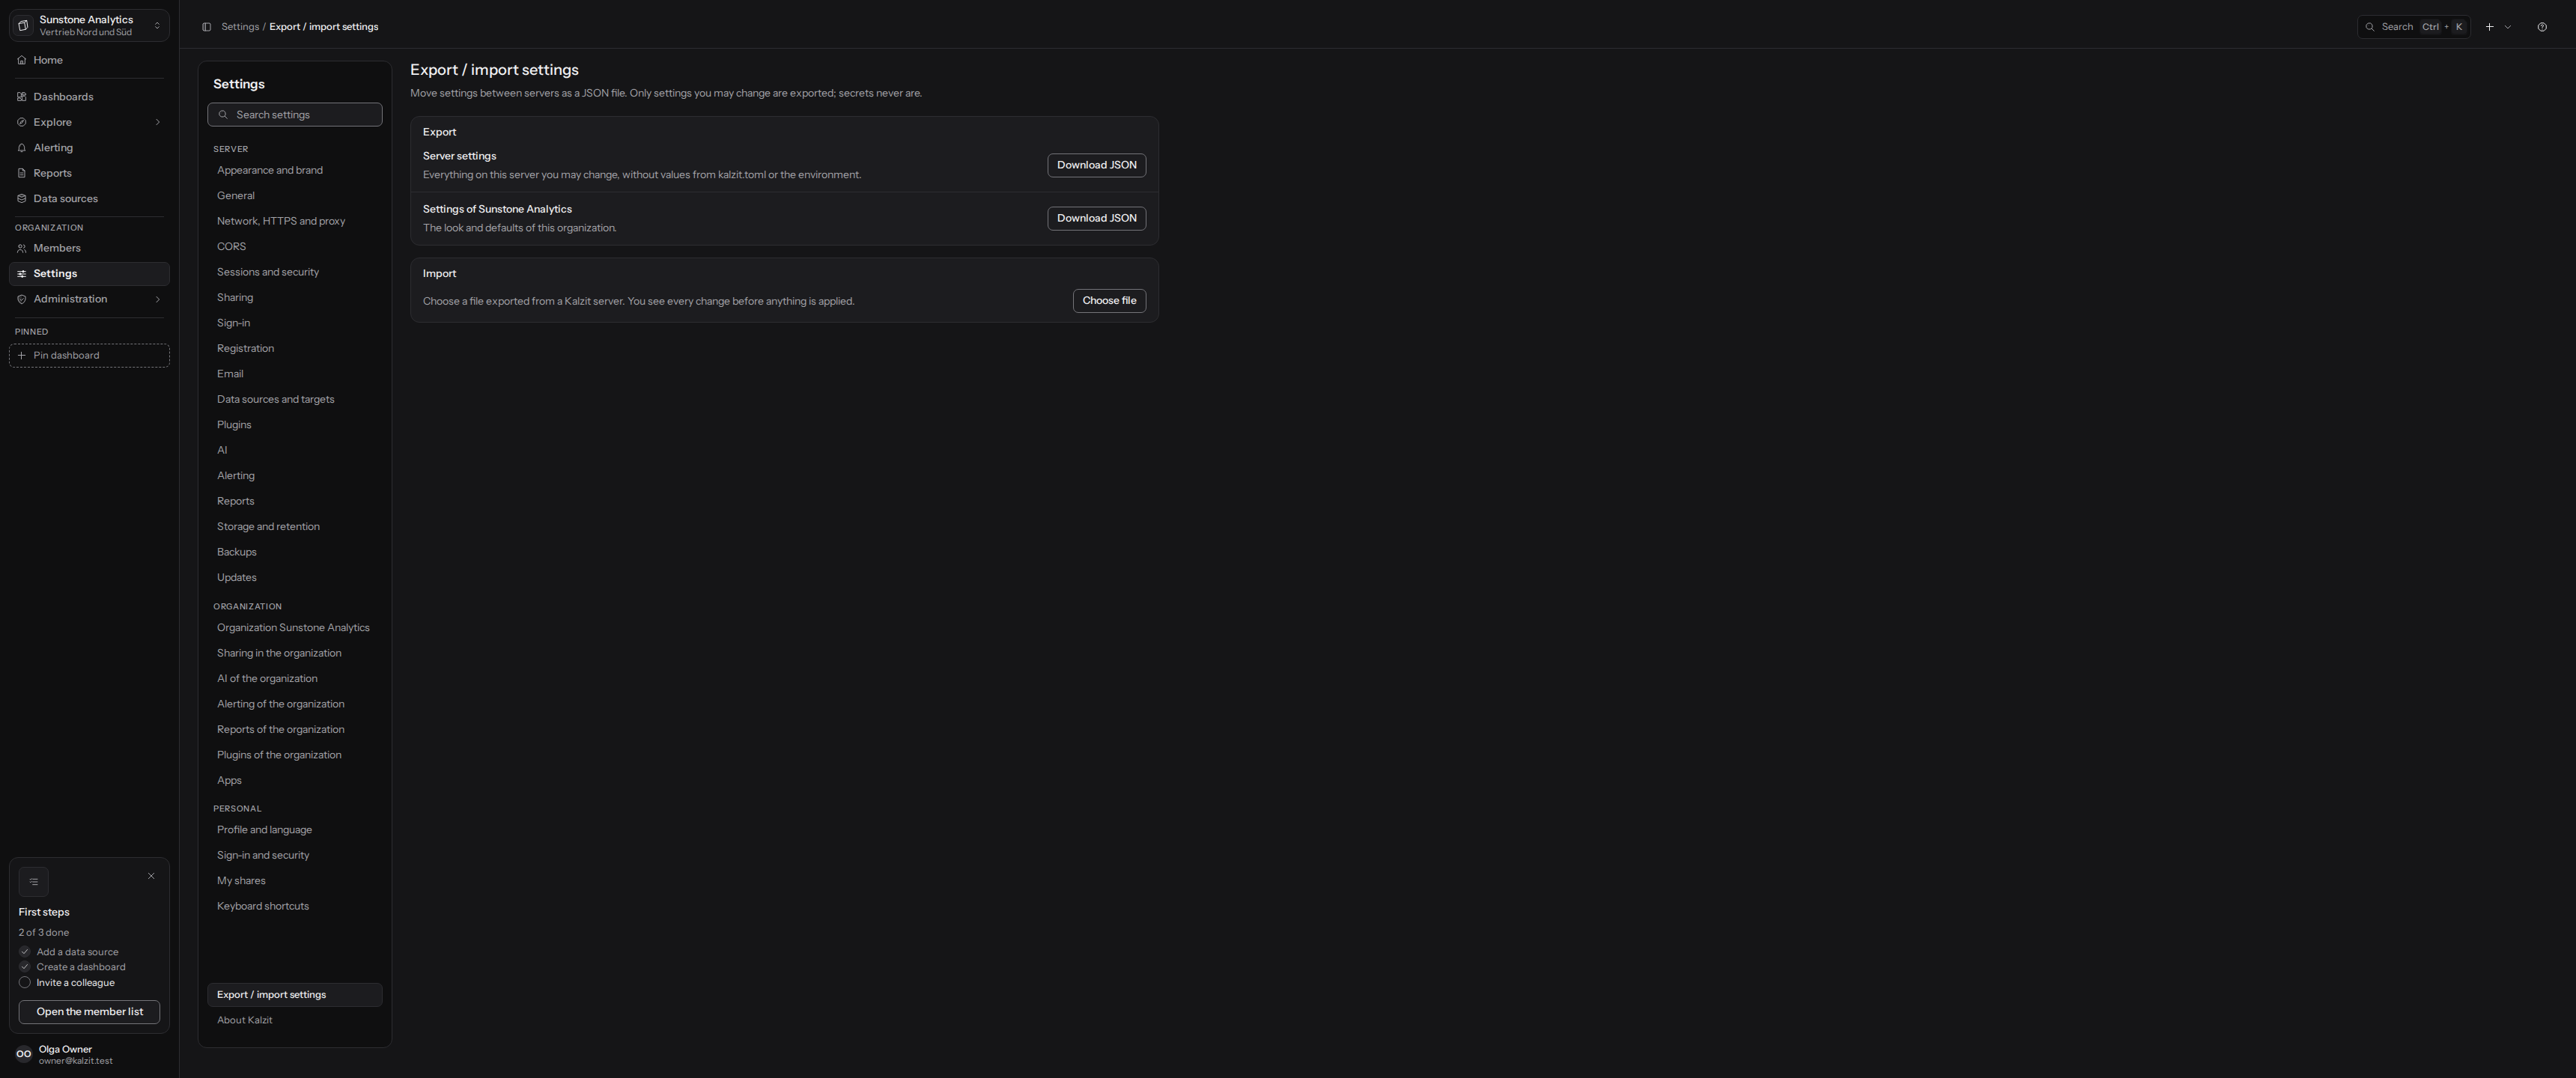 Sunstone Analytics
Vertrieb Nord und Süd
Home
Dashboards
Explore
Alerting
Reports
Data sources
ORGANIZATION
Members
Settings
Administration
PINNED
Pin dashboard
First steps
2 of 3 done
Add a data source
Create a dashboard
Invite a colleague
Open the member list
OO
Olga Owner
owner@kalzit.test
Settings / Export / import settings
Search Ctrl + K
Settings
Search settings
SERVER
Appearance and brand
General
Network, HTTPS and proxy
CORS
Sessions and security
Sharing
Sign-in
Registration
Email
Data sources and targets
Plugins
AI
Alerting
Reports
Storage and retention
Backups
Updates
ORGANIZATION
Organization Sunstone Analytics
Sharing in the organization
AI of the organization
Alerting of the organization
Reports of the organization
Plugins of the organization
Apps
PERSONAL
Profile and language
Sign-in and security
My shares
Keyboard shortcuts
Export / import settings
About Kalzit
Export / import settings
Move settings between servers as a JSON file. Only settings you may change are exported; secrets never are.
Export
Server settings
Everything on this server you may change, without values from kalzit.toml or the environment.
Download JSON
Settings of Sunstone Analytics
The look and defaults of this organization.
Download JSON
Import
Choose a file exported from a Kalzit server. You see every change before anything is applied.
Choose file